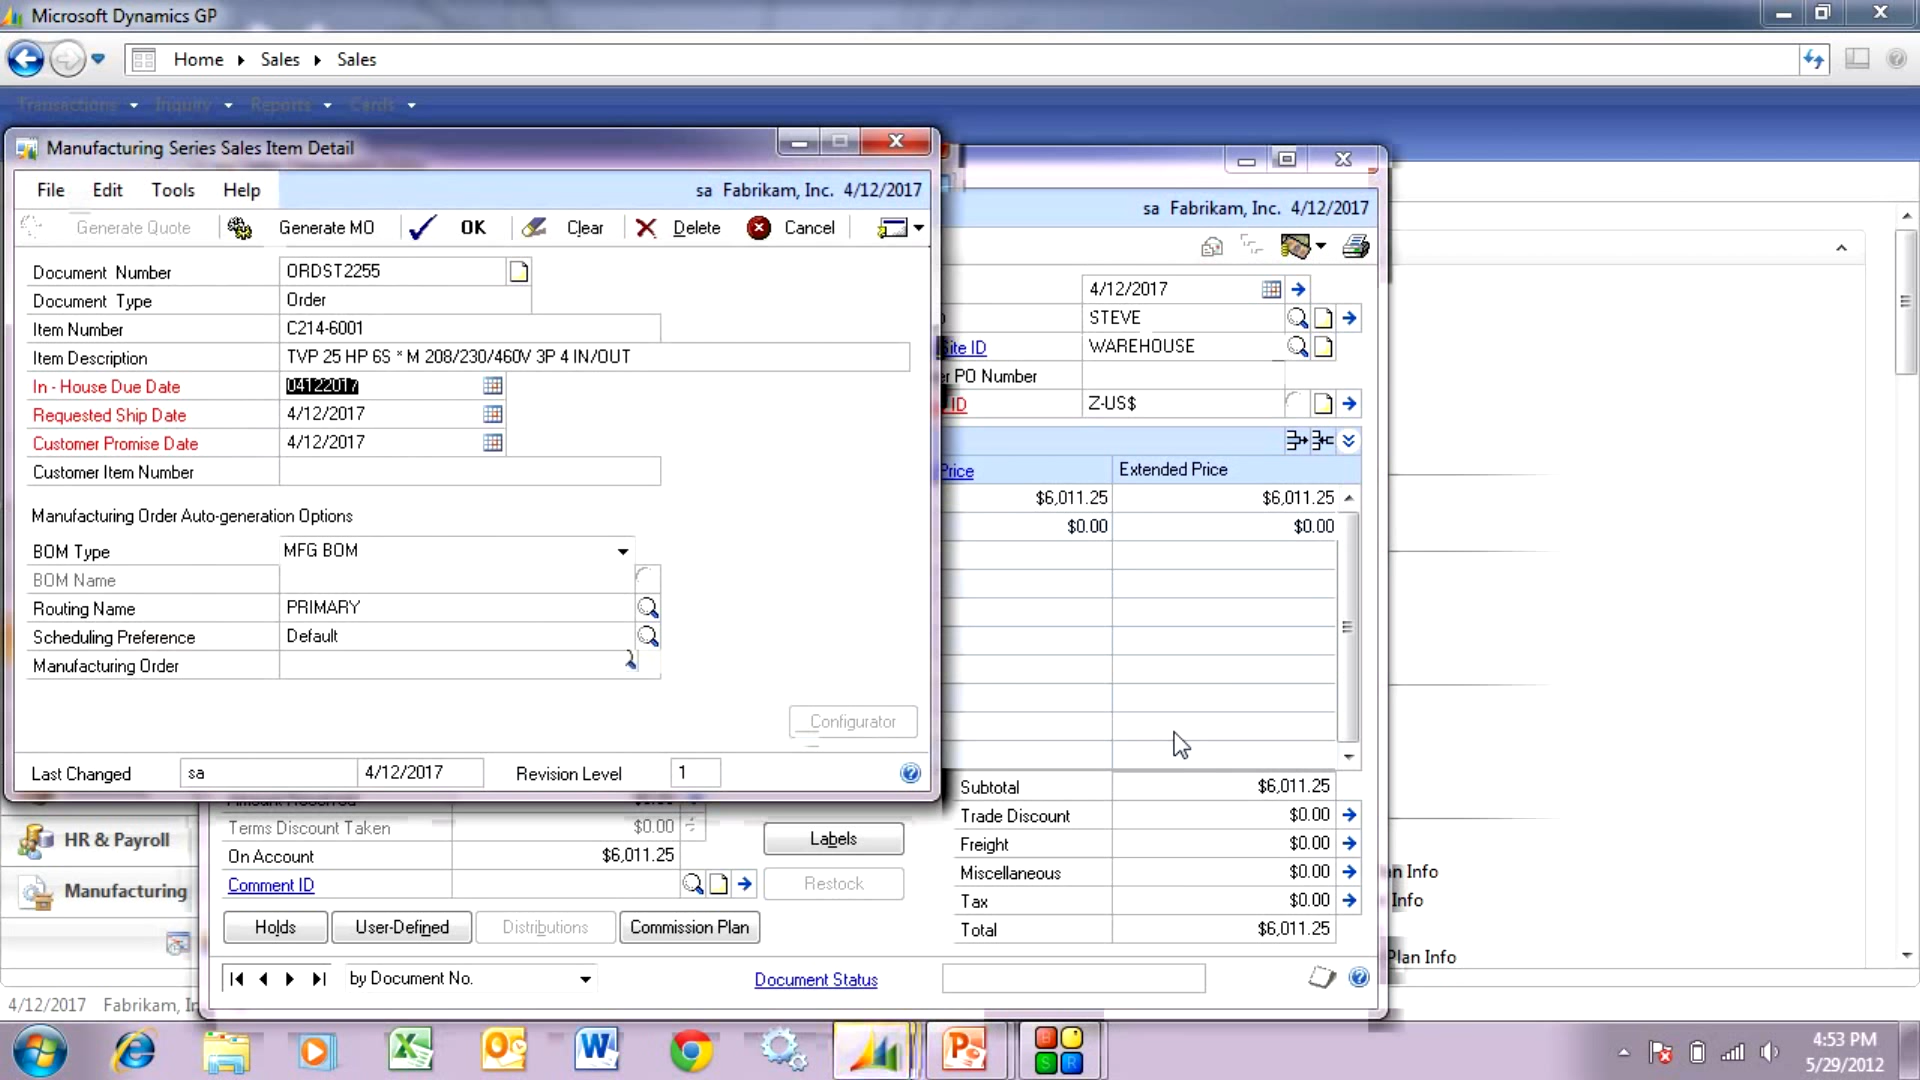 Microsoft Dynamics GP
Home Sales Sales
Transactions Inquiry Reports Cards
Manufacturing Series Sales Item Detail
File Edit Tools Help
sa Fabrikam, Inc. 4/12/2017
Generate Quote Generate MO OK Clear Delete Cancel
Document Number ORDST2255
Document Type Order
Item Number C214-6001
Item Description TVP 25 HP 6S * M 208/230/460V 3P 4 IN/OUT
In - House Due Date 04122017
Requested Ship Date 4/12/2017
Customer Promise Date 4/12/2017
Customer Item Number
Manufacturing Order Auto-generation Options
BOM Type MFG BOM
BOM Name
Routing Name PRIMARY
Scheduling Preference Default
Manufacturing Order
Configurator
Last Changed sa 4/12/2017 Revision Level 1
sa Fabrikam, Inc. 4/12/2017
4/12/2017
STEVE
Site ID WAREHOUSE
PO Number
ID Z-US$
Price Extended Price
$6,011.25 $6,011.25
$0.00 $0.00
Subtotal $6,011.25
Trade Discount $0.00
Freight $0.00
Miscellaneous $0.00
Tax $0.00
Total $6,011.25
Terms Discount Taken $0.00
On Account $6,011.25
Comment ID
Labels
Restock
Holds User-Defined Distributions Commission Plan
by Document No.
Document Status
HR & Payroll
Manufacturing
Info
Info
Plan Info
4/12/2017 Fabrikam, In
4:53 PM
5/29/2012